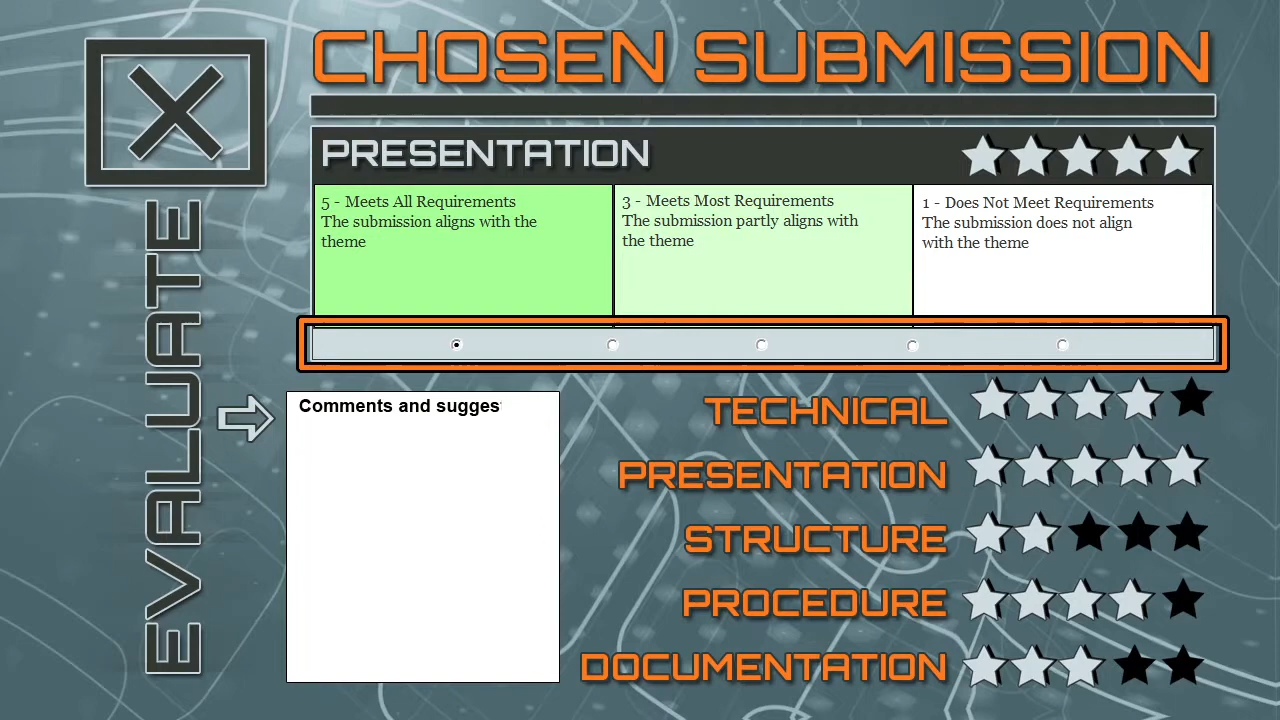 CHOSEN SUBMISSION
PRESENTATION
5 - Meets All Requirements
The submission aligns with the
theme
3 - Meets Most Requirements
The submission partly aligns with
the theme
1 - Does Not Meet Requirements
The submission does not align
with the theme
EVALUATE
Comments and sugges
TECHNICAL
PRESENTATION
STRUCTURE
PROCEDURE
DOCUMENTATION